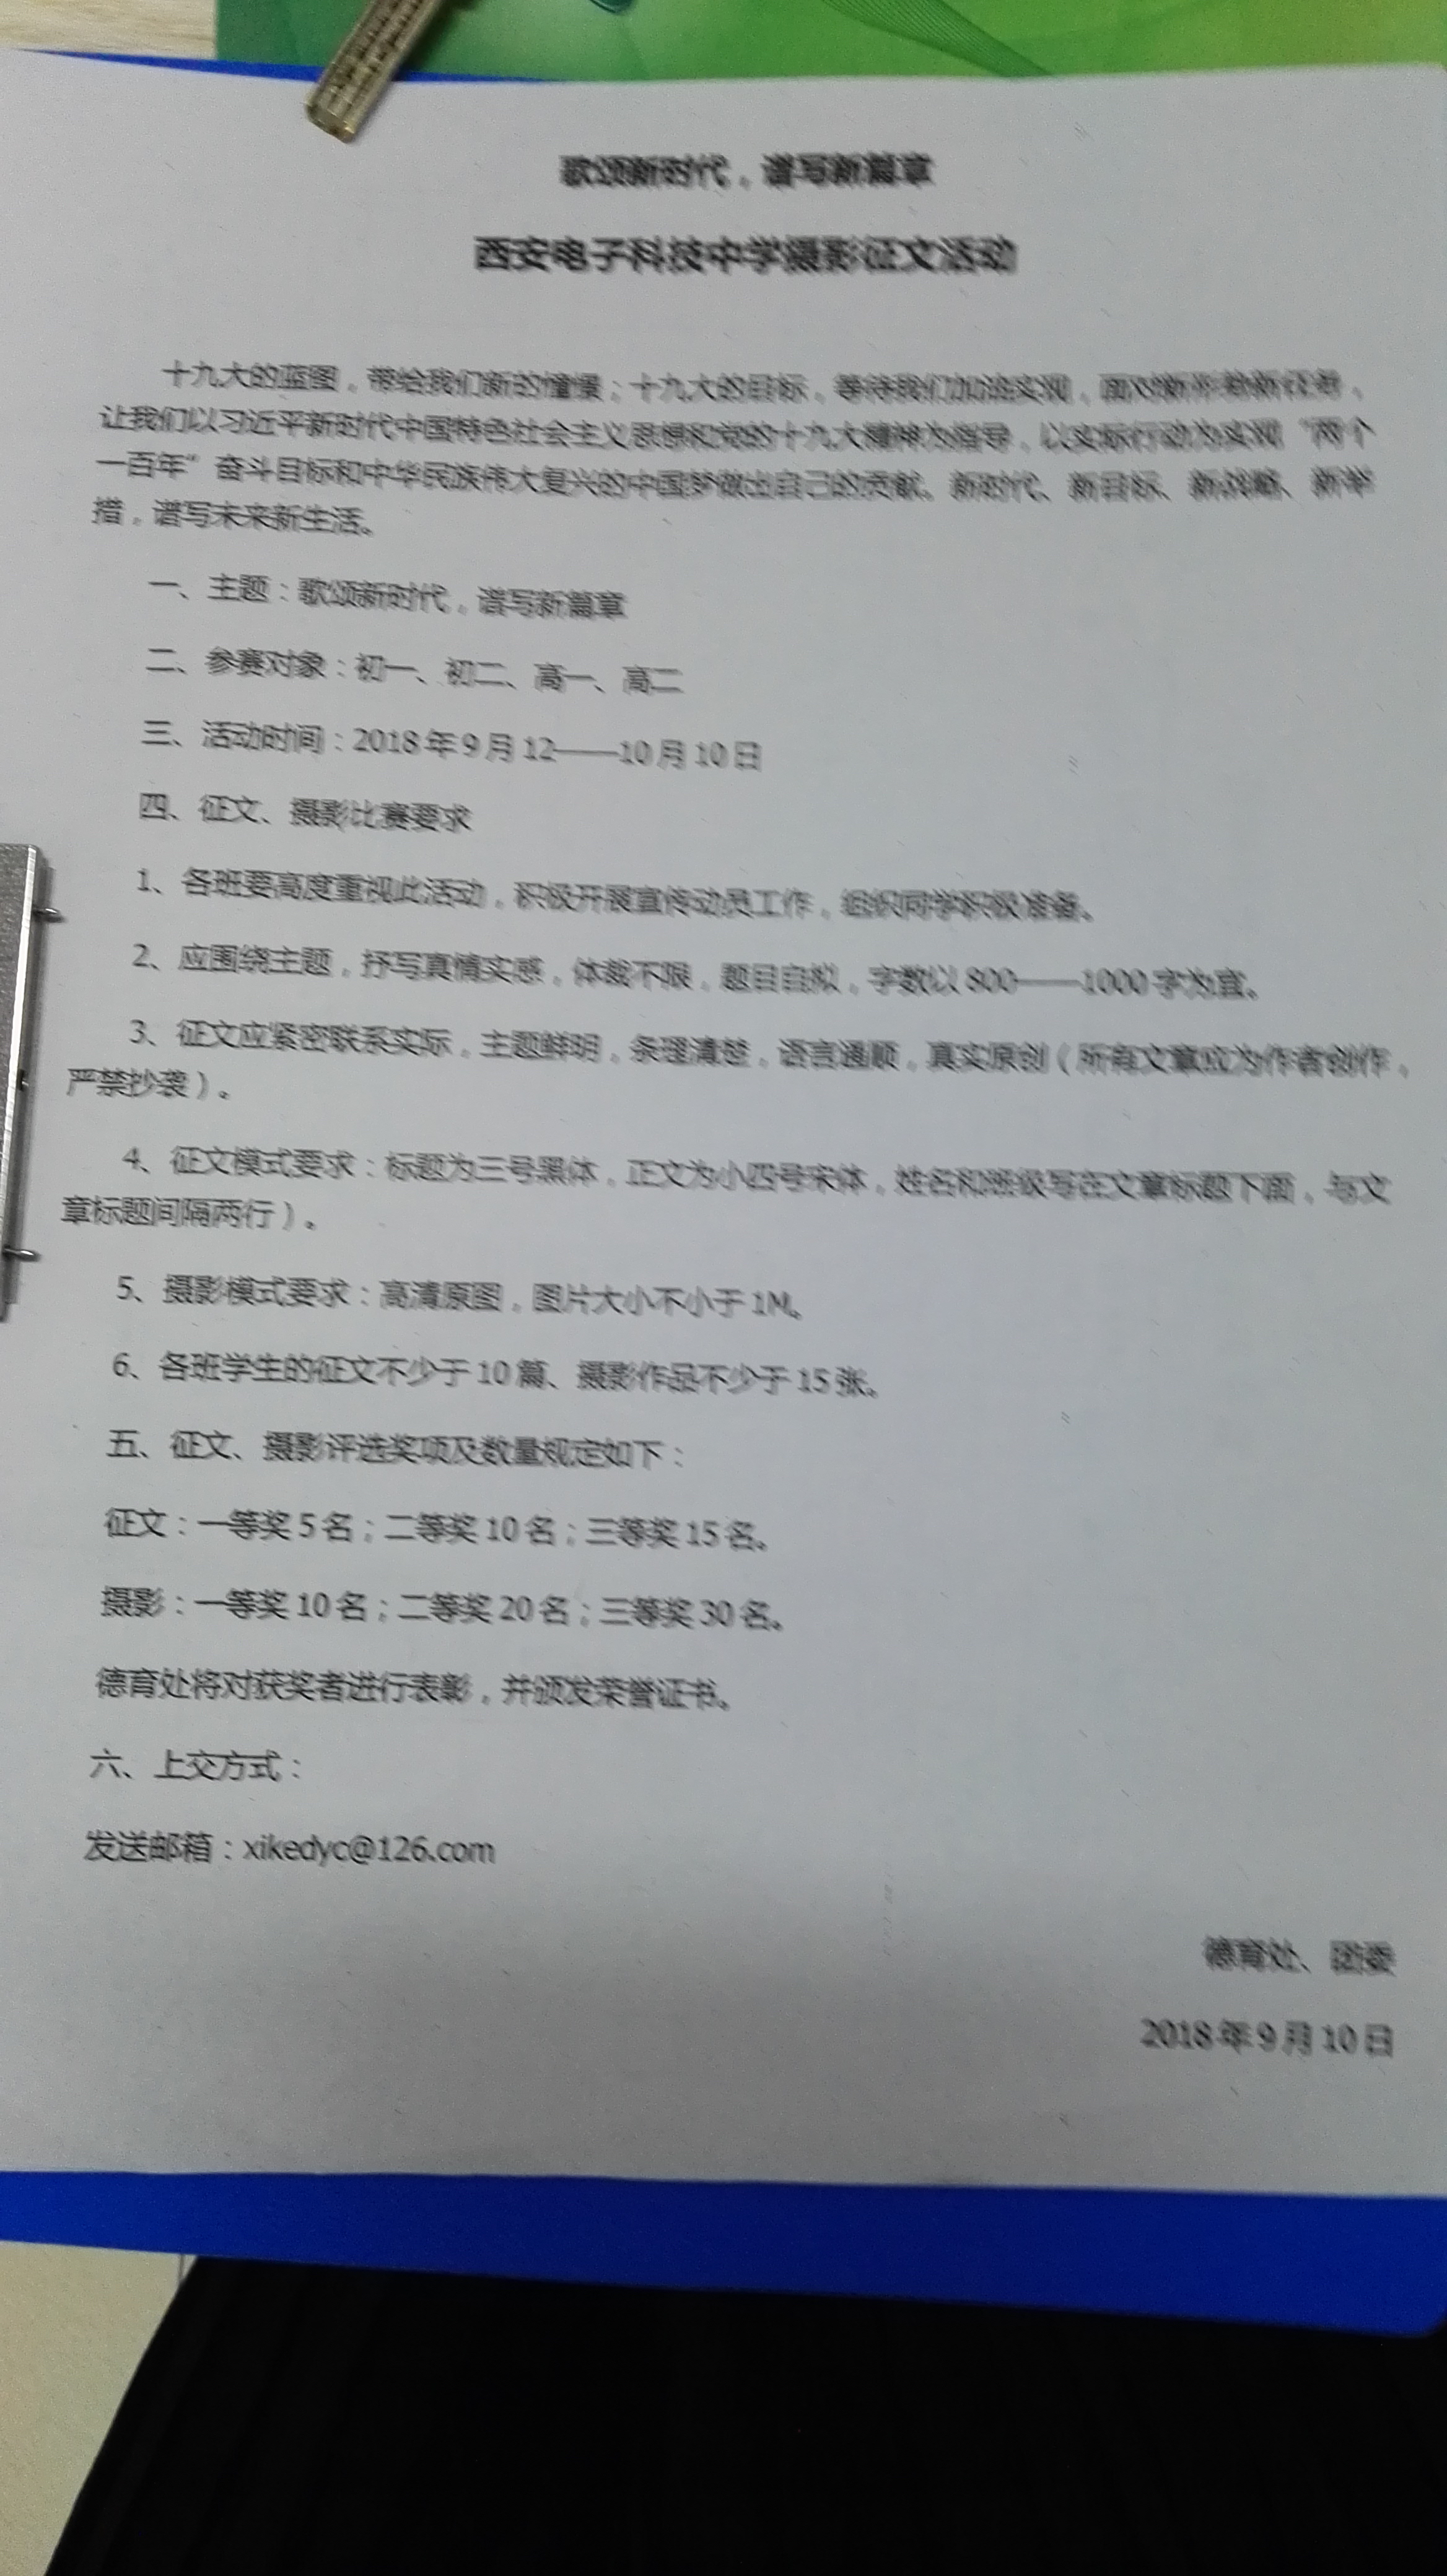 歌颂新时代，谱写新篇章
西安电子科技中学摄影征文活动
十九大的蓝图，带给我们新的憧憬；十九大的目标，等待我们加油实现，面对新形势新任务，
让我们以习近平新时代中国特色社会主义思想和党的十九大精神为指导，以实际行动为实现“两个
一百年”奋斗目标和中华民族伟大复兴的中国梦做出自己的贡献。新时代、新目标、新战略、新举
措，谱写未来新生活。
一、主题：歌颂新时代，谱写新篇章
二、参赛对象：初一、初二、高一、高二
三、活动时间：2018年9月12——10月10日
四、征文、摄影比赛要求
1、各班要高度重视此活动，积极开展宣传动员工作，组织同学积极准备。
2、应围绕主题，抒写真情实感，体裁不限，题目自拟，字数以800——1000字为宜。
3、征文应紧密联系实际，主题鲜明，条理清楚，语言通顺，真实原创（所有文章应为作者创作，
严禁抄袭）。
4、征文模式要求：标题为三号黑体，正文为小四号宋体，姓名和班级写在文章标题下面，与文
章标题间隔两行）。
5、摄影模式要求：高清原图，图片大小不小于1M。
6、各班学生的征文不少于10篇、摄影作品不少于15张。
五、征文、摄影评选奖项及数量规定如下：
征文：一等奖5名；二等奖10名；三等奖15名。
摄影：一等奖10名；二等奖20名；三等奖30名。
德育处将对获奖者进行表彰，并颁发荣誉证书。
六、上交方式：
发送邮箱：xikedyc@126.com
德育处、团委
2018年9月10日